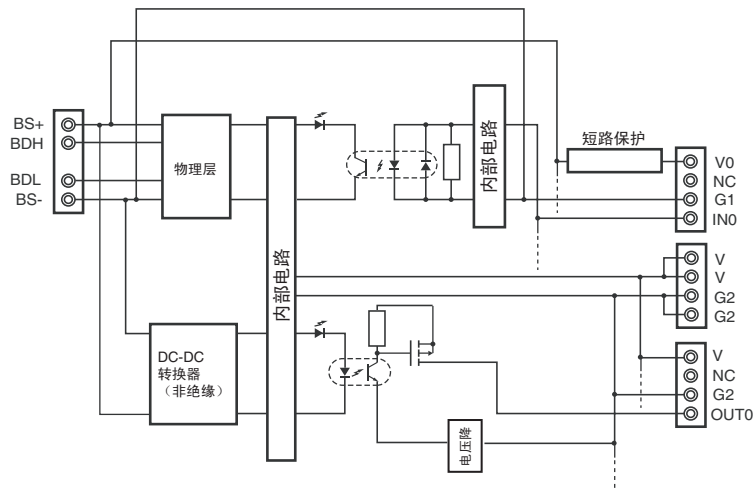 BS+
BDH
BDL
BS-
物理层
内部电路
内部电路
短路保护
V0
NC
G1
IN0
V
V
G2
G2
DC-DC
转换器
（非绝缘）
电压降
V
NC
G2
OUT0